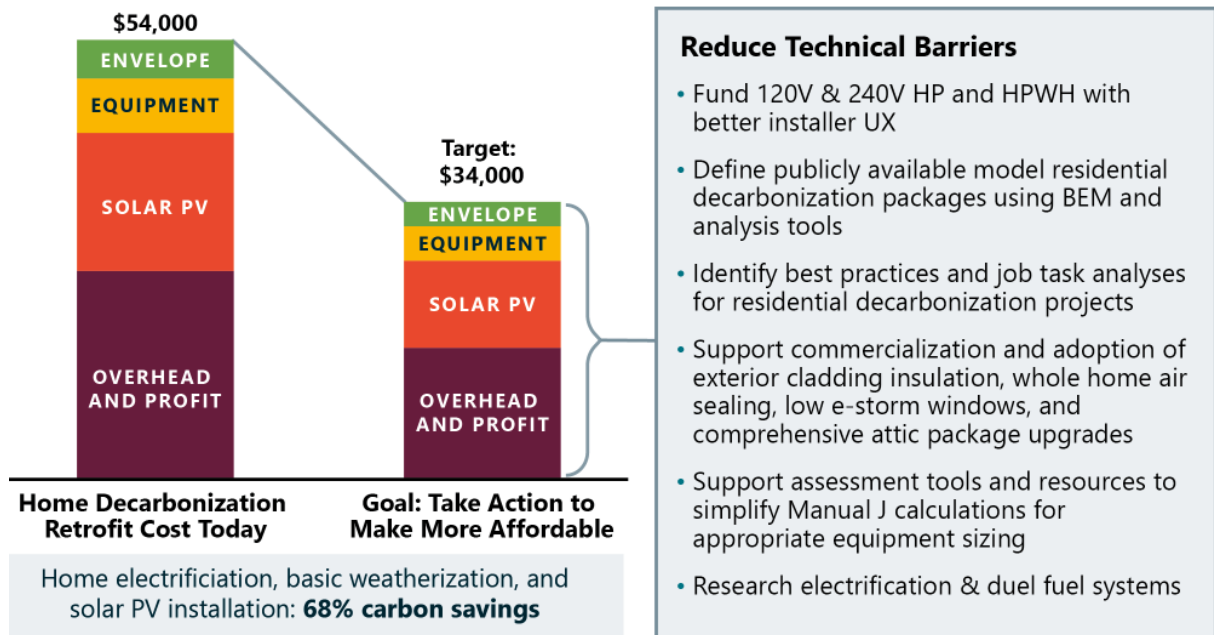 $54,000
ENVELOPE
EQUIPMENT
SOLAR PV
OVERHEAD
AND PROFIT
Home Decarbonization
Retrofit Cost Today
Target:
$34,000
ENVELOPE
EQUIPMENT
SOLAR PV
OVERHEAD
AND PROFIT
Goal: Take Action to
Make More Affordable
Home electrificiation, basic weatherization, and
solar PV installation: 68% carbon savings
Reduce Technical Barriers
• Fund 120V & 240V HP and HPWH with
better installer UX
• Define publicly available model residential
decarbonization packages using BEM and
analysis tools
• Identify best practices and job task analyses
for residential decarbonization projects
• Support commercialization and adoption of
exterior cladding insulation, whole home air
sealing, low e-storm windows, and
comprehensive attic package upgrades
• Support assessment tools and resources to
simplify Manual J calculations for
appropriate equipment sizing
• Research electrification & duel fuel systems